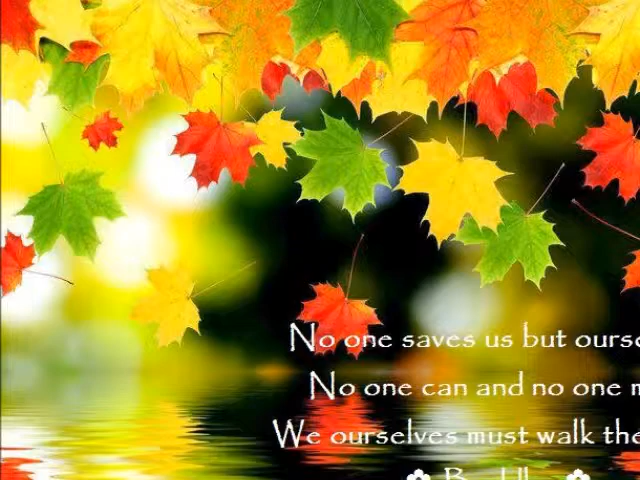 No one saves us but
No one can and no one
We ourselves must walk